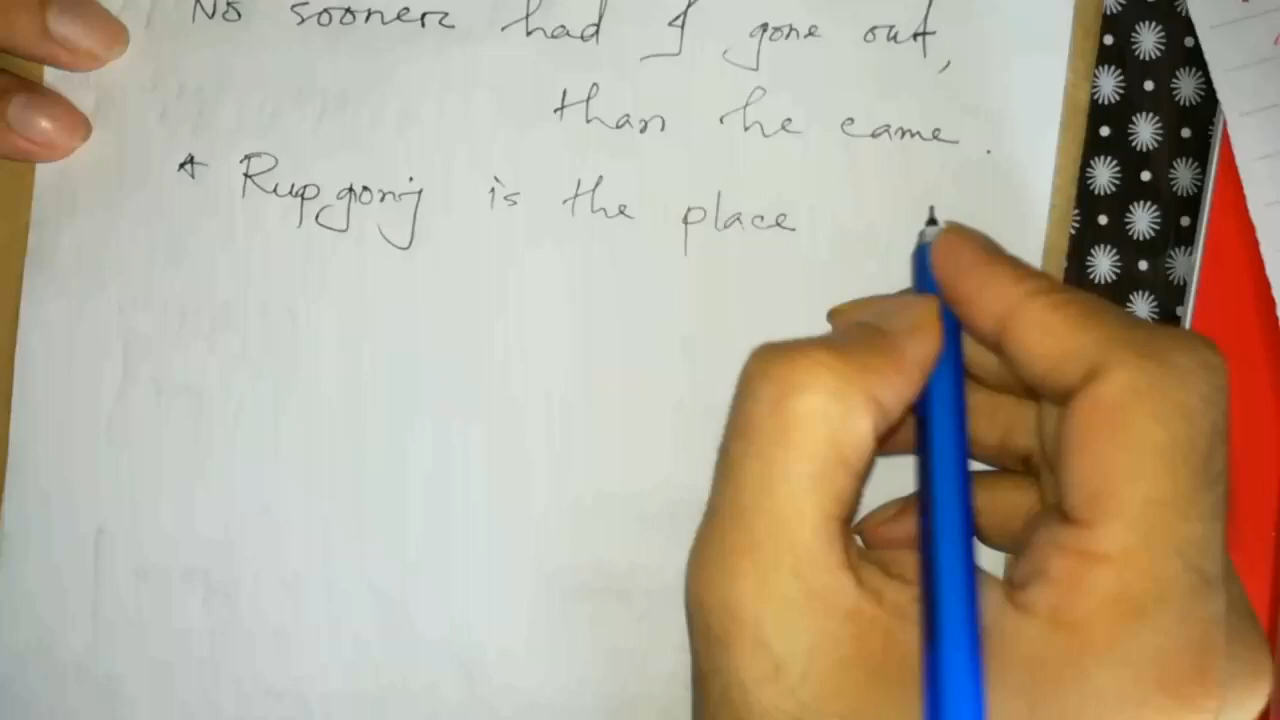 No sooner had I gone out,
than he came.
* Rupgonj is the place